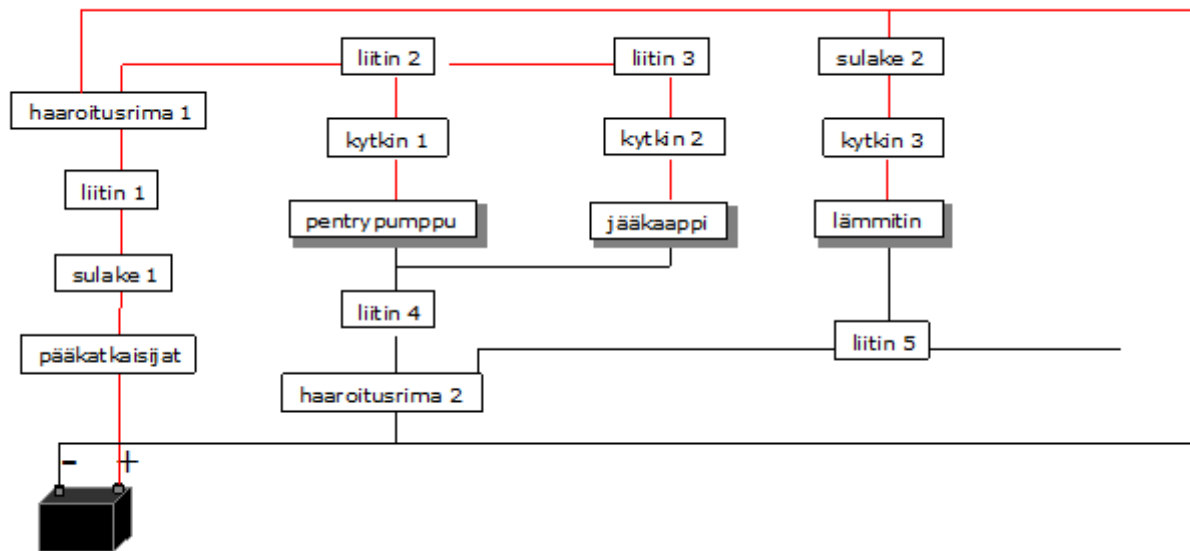 liitin 2
liitin 3
sulake 2
haaroitusrima 1
kytkin 1
kytkin 2
kytkin 3
liitin 1
pentrypumppu
jääkaappi
lämmitin
sulake 1
liitin 4
pääkatkaisijat
liitin 5
haaroitusrima 2
- +